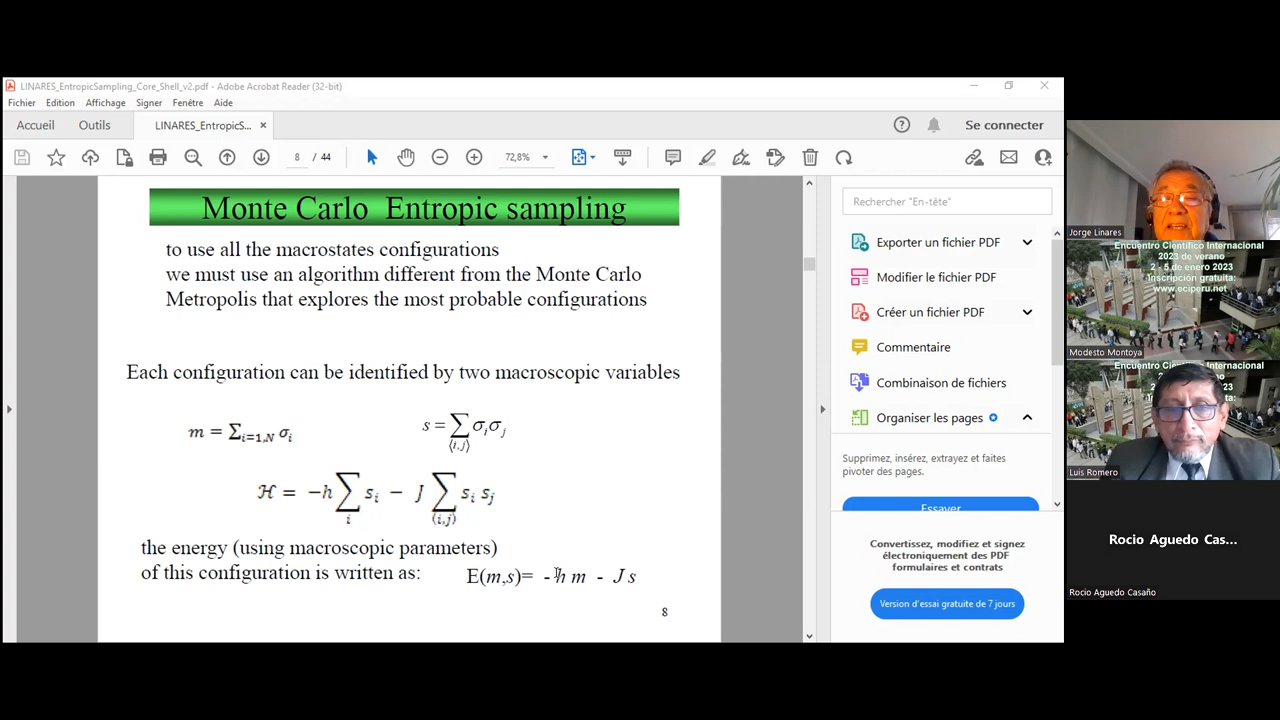 LINARES_EntropicSampling_Core_Shell_v2.pdf - Adobe Acrobat Reader (32-bit)
Fichier Edition Affichage Signer Fenêtre Aide
Accueil Outils LINARES_EntropicS... × Se connecter
8 / 44 72,8%
Monte Carlo Entropic sampling
to use all the macrostates configurations
we must use an algorithm different from the Monte Carlo
Metropolis that explores the most probable configurations
Each configuration can be identified by two macroscopic variables
m = ∑i=1,N σi
s = ∑⟨i,j⟩ σiσj
ℋ = −h ∑i si − J ∑⟨i,j⟩ si sj
the energy (using macroscopic parameters)
of this configuration is written as: E(m,s)= - h m - J s
8
Rechercher "En-tête"
Exporter un fichier PDF
Modifier le fichier PDF
Créer un fichier PDF
Commentaire
Combinaison de fichiers
Organiser les pages
Supprimez, insérez, extrayez et faites
pivoter des pages.
Essayer
Convertissez, modifiez et signez
électroniquement des PDF
formulaires et contrats
Version d'essai gratuite de 7 jours
Jorge Linares
Encuentro Científico Internacional
2023 de verano
2 - 5 de enero 2023
Inscripción gratuita:
www.eciperu.net
Modesto Montoya
Encuentro Científico Internacional
Luis Romero
Rocio Aguedo Cas...
Rocio Aguedo Casaño